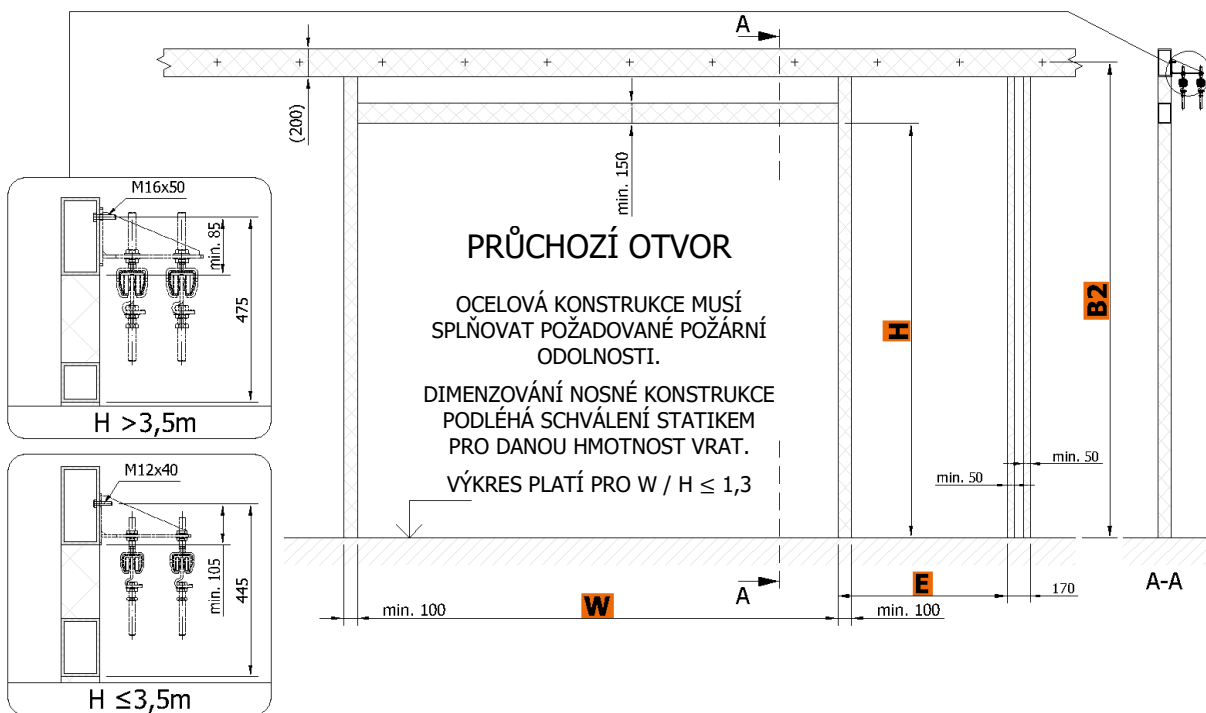 A
(200)
min. 150
M16x50
min. 85
475
H >3,5m
M12x40
min. 105
445
H ≤3,5m
PRŮCHOZÍ OTVOR
OCELOVÁ KONSTRUKCE MUSÍ
SPLŇOVAT POŽADOVANÉ POŽÁRNÍ
ODOLNOSTI.
DIMENZOVÁNÍ NOSNÉ KONSTRUKCE
PODLÉHÁ SCHVÁLENÍ STATIKEM
PRO DANOU HMOTNOST VRAT.
VÝKRES PLATÍ PRO W / H ≤ 1,3
H
B2
min. 50
min. 50
A
E
170
A-A
min. 100
W
min. 100